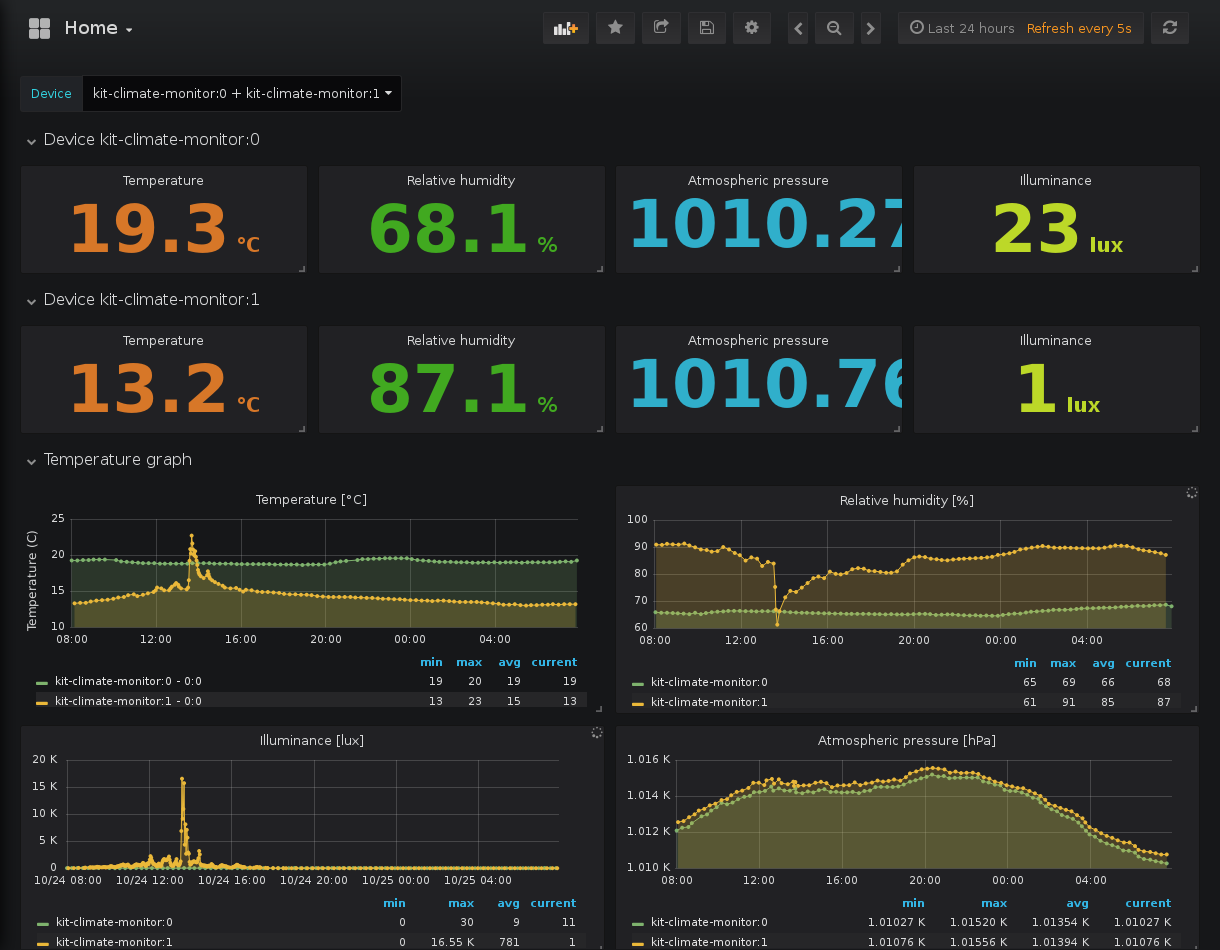 Home
Last 24 hours Refresh every 5s
Device kit-climate-monitor:0 + kit-climate-monitor:1
Device kit-climate-monitor:0
Temperature Relative humidity Atmospheric pressure Illuminance
19.3 °C 68.1 % 1010.27 23 lux
Device kit-climate-monitor:1
Temperature Relative humidity Atmospheric pressure Illuminance
13.2 °C 87.1 % 1010.76 1 lux
Temperature graph
Temperature [°C]
Temperature (C)
25
20
15
10
08:00 12:00 16:00 20:00 00:00 04:00
min max avg current
kit-climate-monitor:0 - 0:0 19 20 19 19
kit-climate-monitor:1 - 0:0 13 23 15 13
Relative humidity [%]
100
90
80
70
60
08:00 12:00 16:00 20:00 00:00 04:00
min max avg current
kit-climate-monitor:0 65 69 66 68
kit-climate-monitor:1 61 91 85 87
Illuminance [lux]
20 K
15 K
10 K
5 K
0
10/24 08:00 10/24 12:00 10/24 16:00 10/24 20:00 10/25 00:00 10/25 04:00
min max avg current
kit-climate-monitor:0 0 30 9 11
kit-climate-monitor:1 0 16.55 K 781 1
Atmospheric pressure [hPa]
1.016 K
1.014 K
1.012 K
1.010 K
08:00 12:00 16:00 20:00 00:00 04:00
min max avg current
kit-climate-monitor:0 1.01027 K 1.01520 K 1.01354 K 1.01027 K
kit-climate-monitor:1 1.01076 K 1.01556 K 1.01394 K 1.01076 K